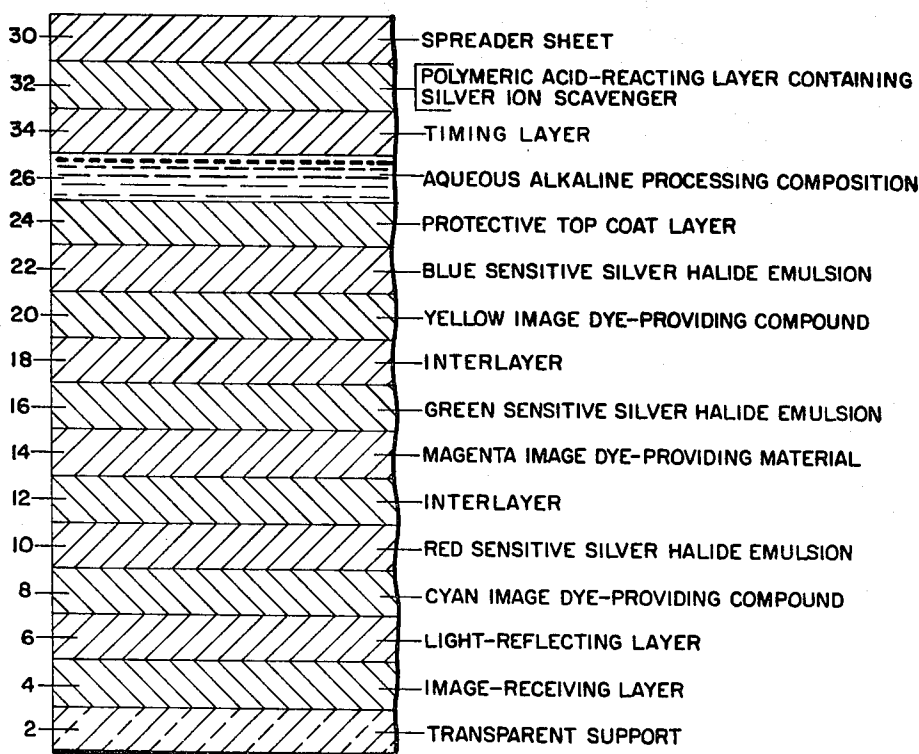 30 SPREADER SHEET
32 POLYMERIC ACID-REACTING LAYER CONTAINING
SILVER ION SCAVENGER
34 TIMING LAYER
26 AQUEOUS ALKALINE PROCESSING COMPOSITION
24 PROTECTIVE TOP COAT LAYER
22 BLUE SENSITIVE SILVER HALIDE EMULSION
20 YELLOW IMAGE DYE-PROVIDING COMPOUND
18 INTERLAYER
16 GREEN SENSITIVE SILVER HALIDE EMULSION
14 MAGENTA IMAGE DYE-PROVIDING MATERIAL
12 INTERLAYER
10 RED SENSITIVE SILVER HALIDE EMULSION
8 CYAN IMAGE DYE-PROVIDING COMPOUND
6 LIGHT-REFLECTING LAYER
4 IMAGE-RECEIVING LAYER
2 TRANSPARENT SUPPORT